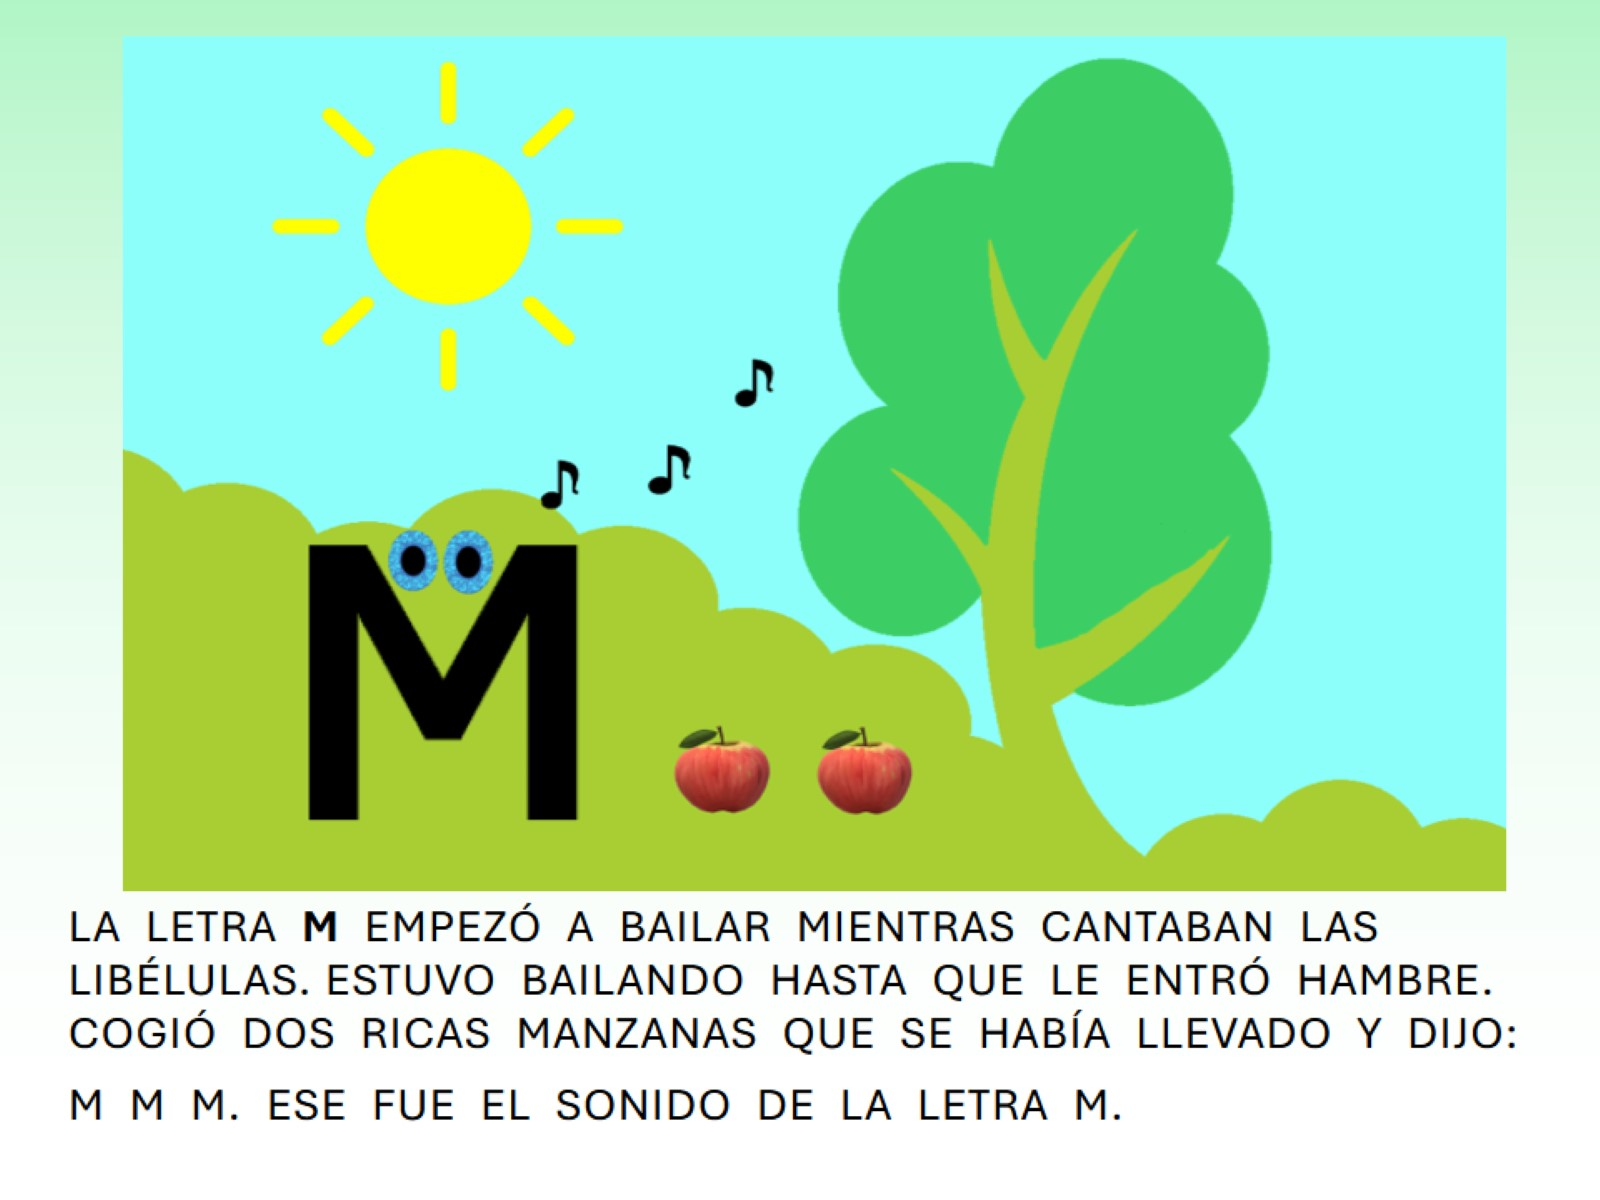 M
LA LETRA M EMPEZÓ A BAILAR MIENTRAS CANTABAN LAS
LIBÉLULAS. ESTUVO BAILANDO HASTA QUE LE ENTRÓ HAMBRE.
COGIÓ DOS RICAS MANZANAS QUE SE HABÍA LLEVADO Y DIJO:
M M M. ESE FUE EL SONIDO DE LA LETRA M.